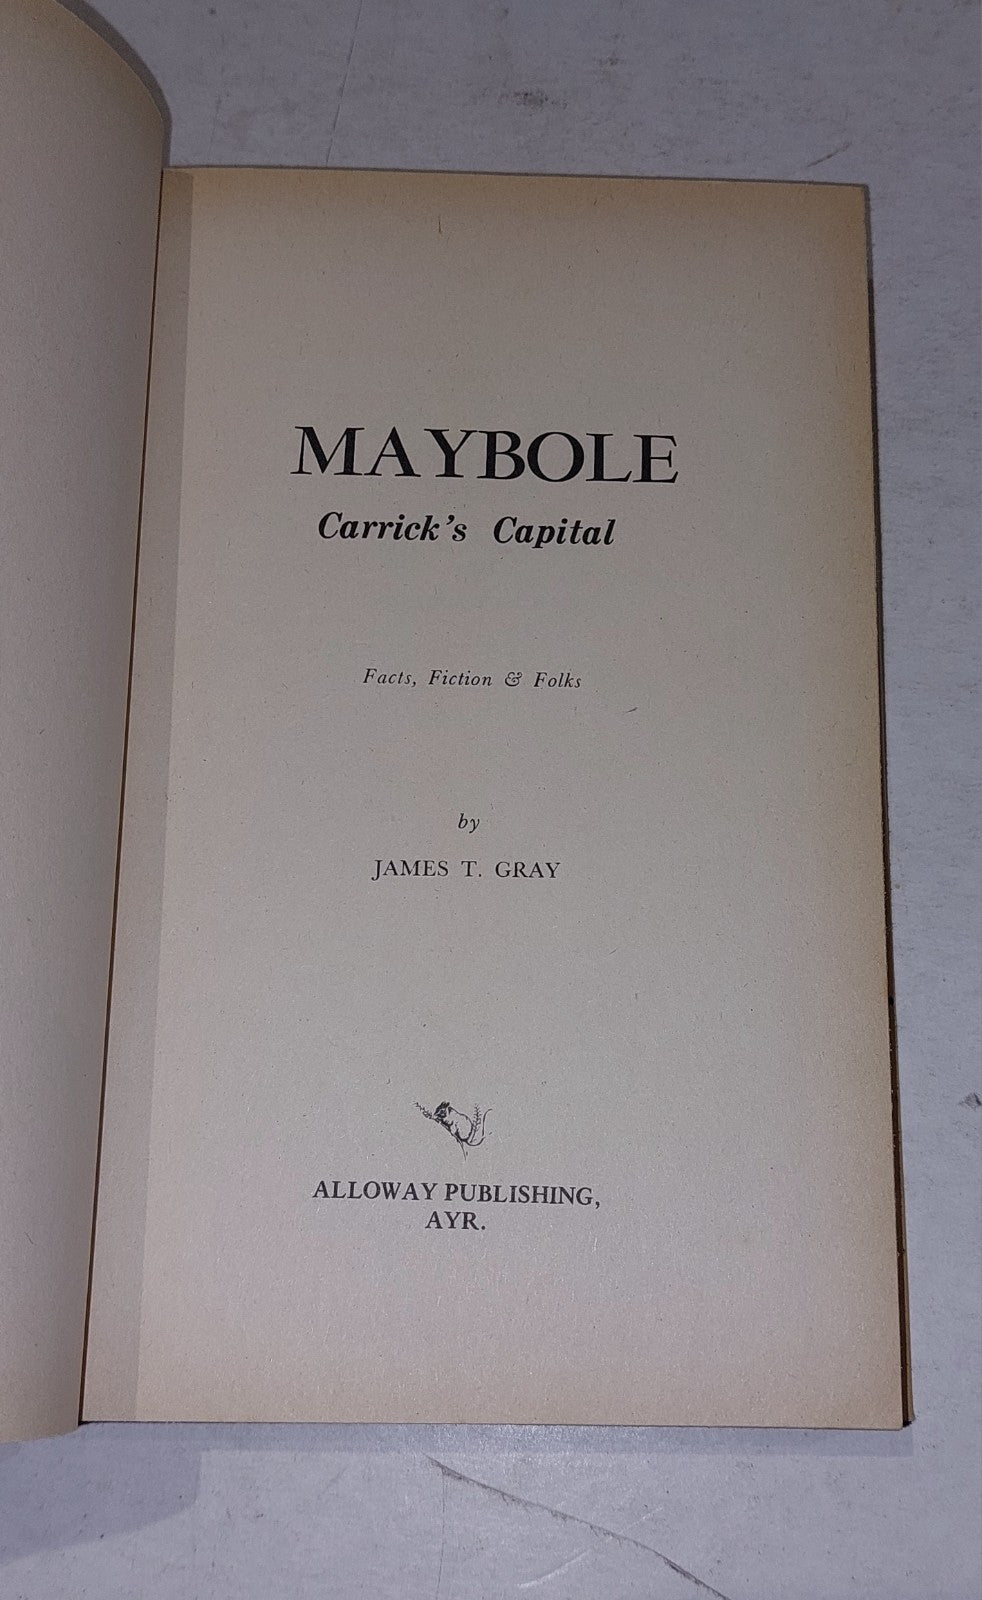 MAYBOLE
Carrick's Capital
Facts, Fiction & Folks
by
JAMES T. GRAY
ALLOWAY PUBLISHING,
AYR.